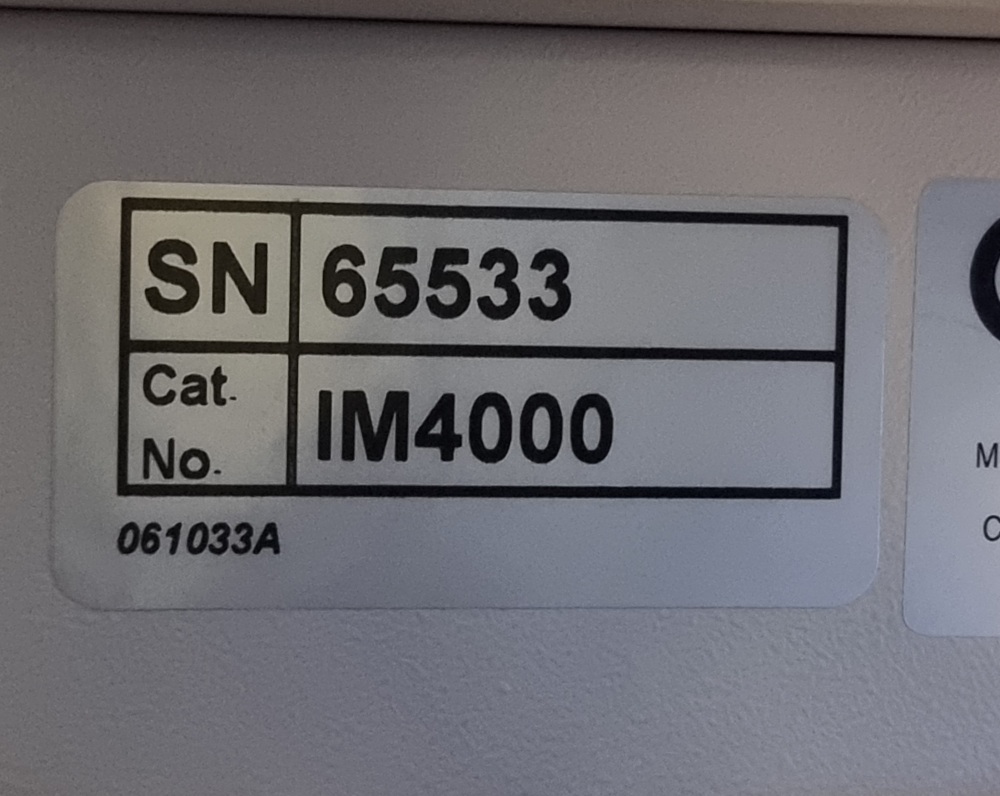 SN 65533
Cat. No. IM4000
061033A
M
C